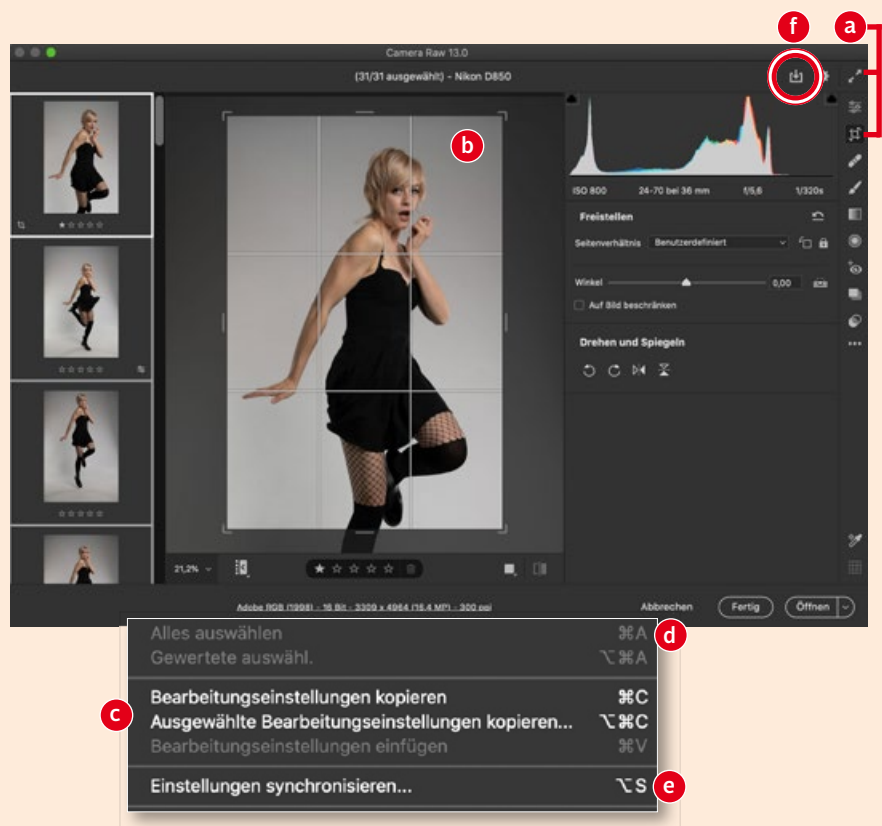 f a
Camera Raw 13.0
(31/31 ausgewählt) – Nikon D850
b
ISO 800 24-70 bei 36 mm f/5,6 1/320s
Freistellen
Seitenverhältnis Benutzerdefiniert
Winkel 0,00
Auf Bild beschränken
Drehen und Spiegeln
21,2%
Adobe RGB (1998) – 16 Bit – 3309 x 4964 (16,4 MP) – 300 ppi
Abbrechen Fertig Öffnen
Alles auswählen ⌘A d
Gewertete auswähl. ⌥⌘A
Bearbeitungseinstellungen kopieren ⌘C
c Ausgewählte Bearbeitungseinstellungen kopieren... ⌥⌘C
Bearbeitungseinstellungen einfügen ⌘V
Einstellungen synchronisieren... ⌥S e